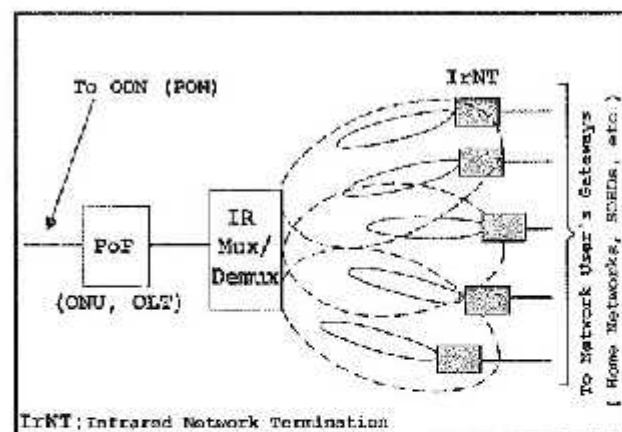 To ODN (PON)
IrNT
PoF
(ONU, OLT)
IR
Mux/
Demux
To Network User's Gateways
( Home Networks, SOHOs, etc.)
IrNT: Infrared Network Termination